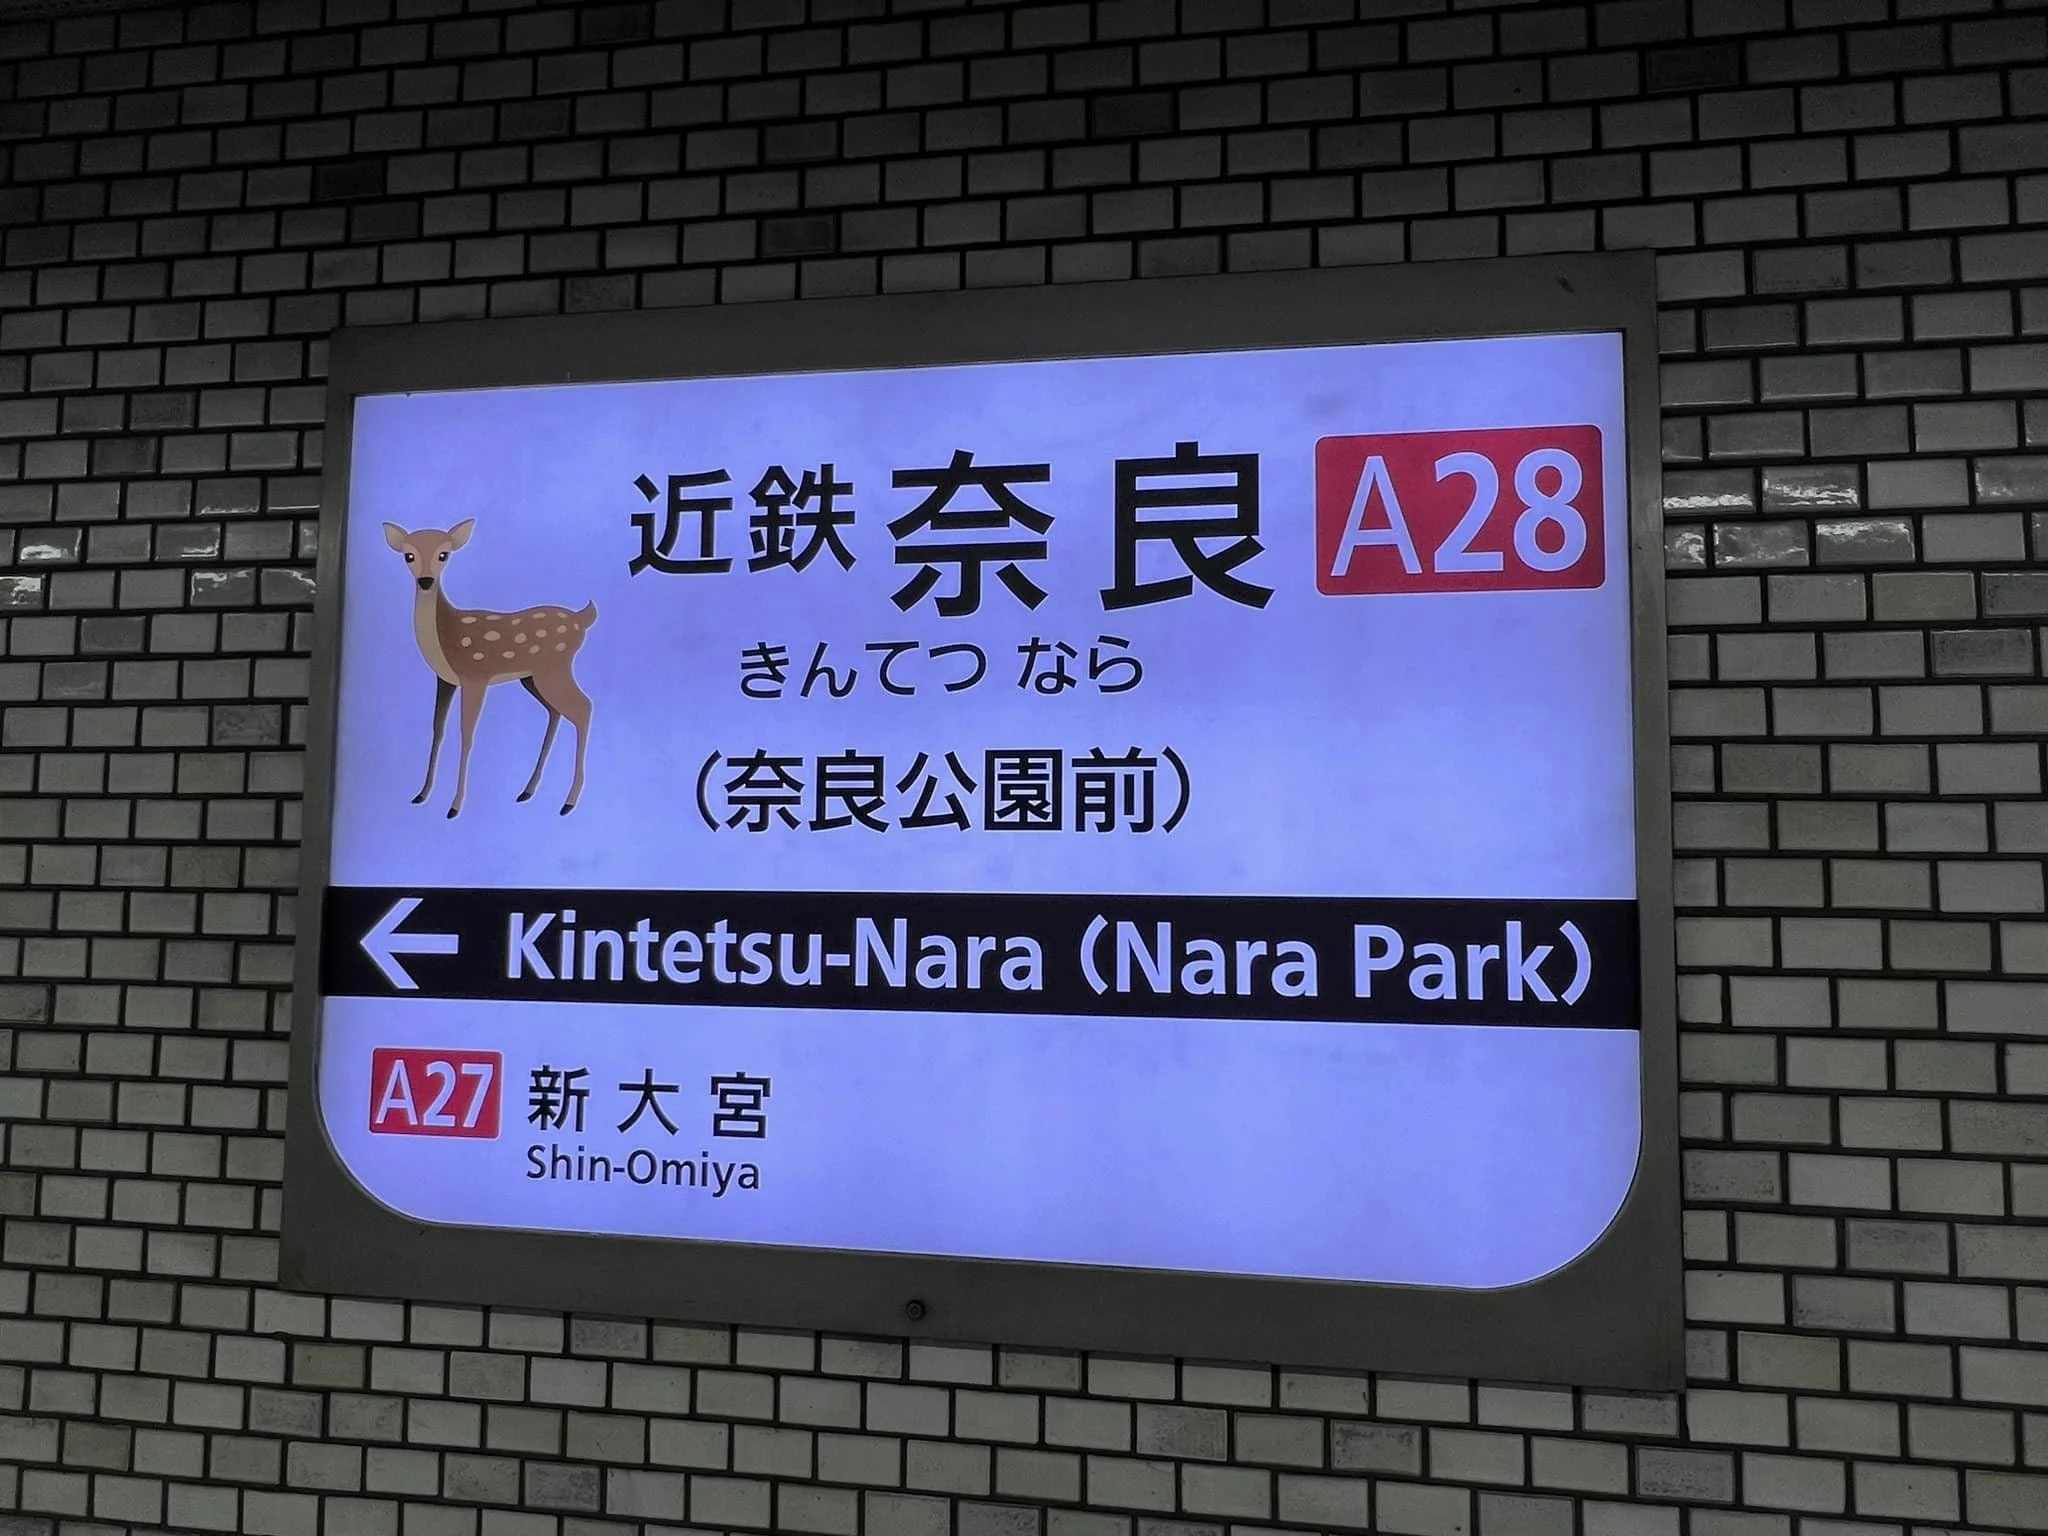 近鉄 奈良 A28
きんてつ なら
(奈良公園前)
← Kintetsu-Nara (Nara Park)
A27 新大宮
Shin-Omiya